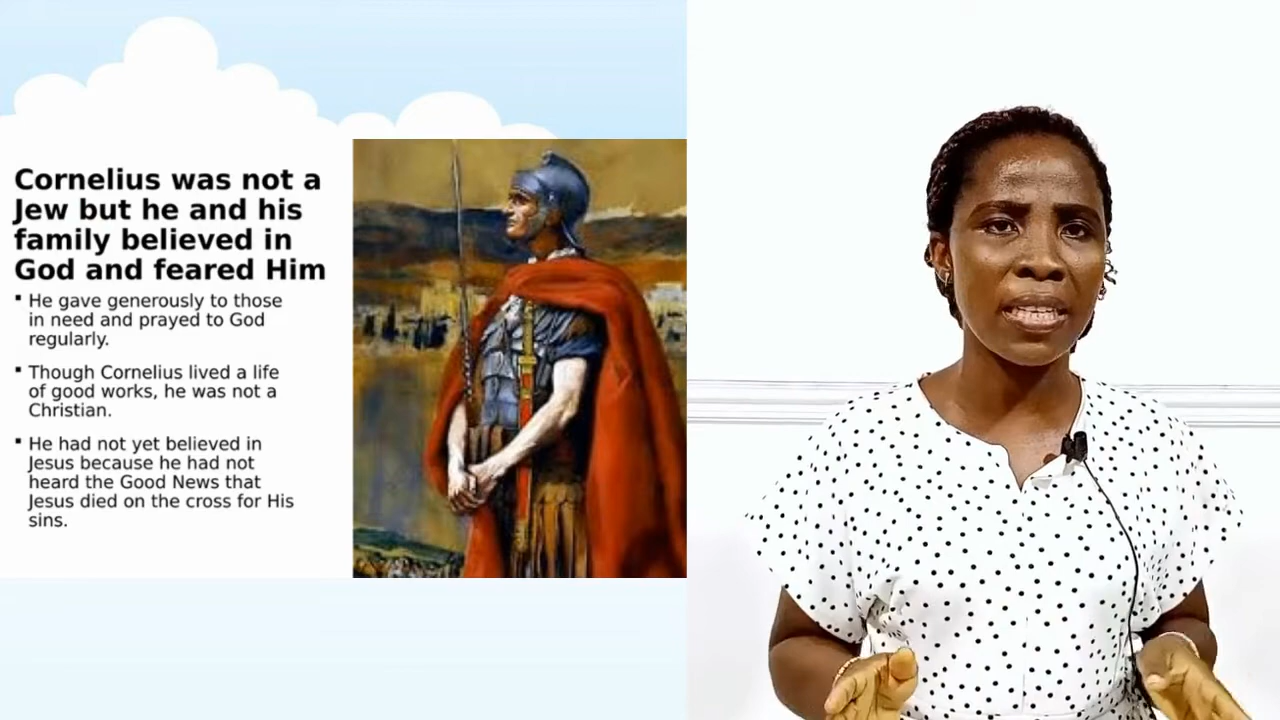 Cornelius was not a
Jew but he and his
family believed in
God and feared Him
▪ He gave generously to those
in need and prayed to God
regularly.
▪ Though Cornelius lived a life
of good works, he was not a
Christian.
▪ He had not yet believed in
Jesus because he had not
heard the Good News that
Jesus died on the cross for His
sins.